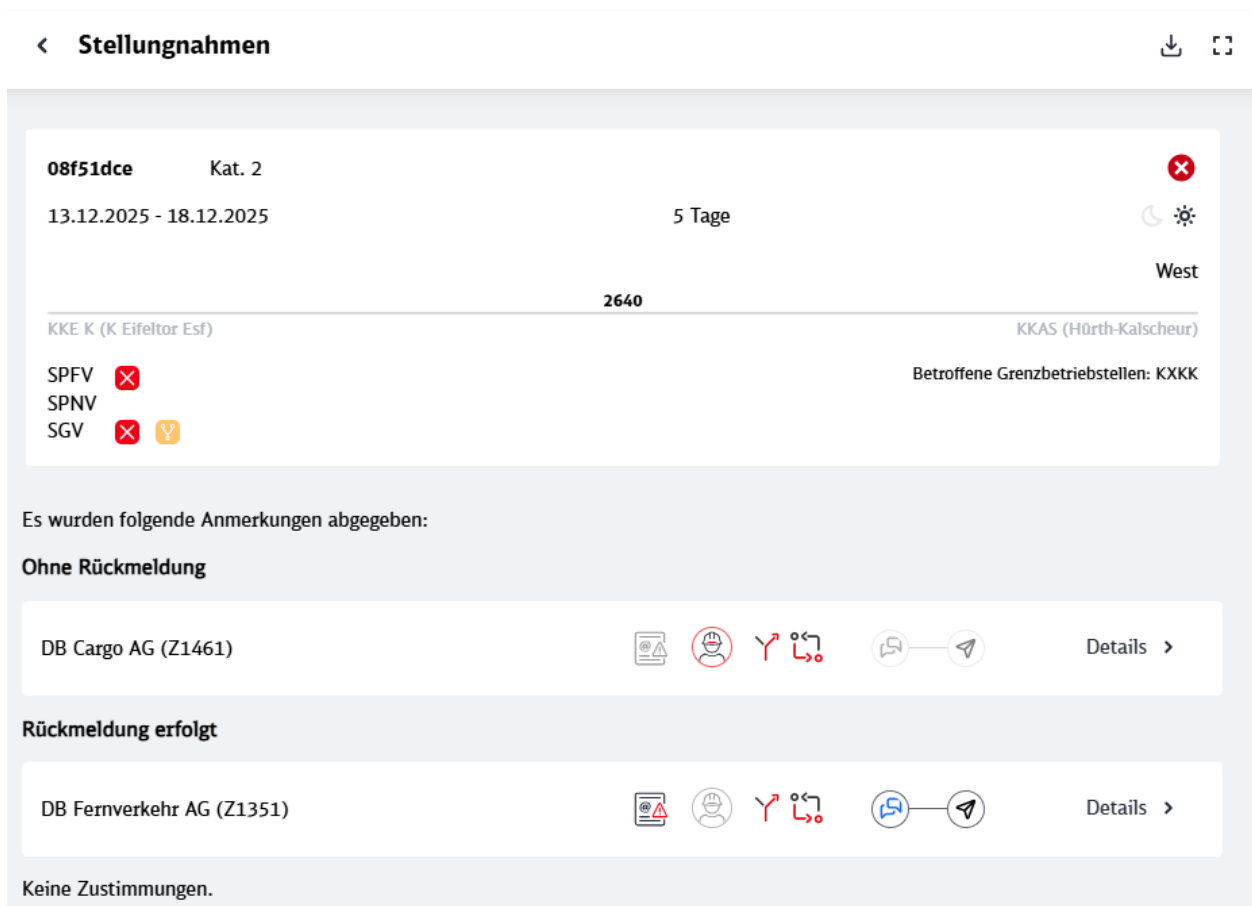 Stellungnahmen
08f51dce Kat. 2
13.12.2025 - 18.12.2025 5 Tage
West
2640
KKE K (K Eifeltor Esf) KKAS (Hürth-Kalscheur)
SPFV Betroffene Grenzbetriebstellen: KXKK
SPNV
SGV
Es wurden folgende Anmerkungen abgegeben:
Ohne Rückmeldung
DB Cargo AG (Z1461) Details
Rückmeldung erfolgt
DB Fernverkehr AG (Z1351) Details
Keine Zustimmungen.